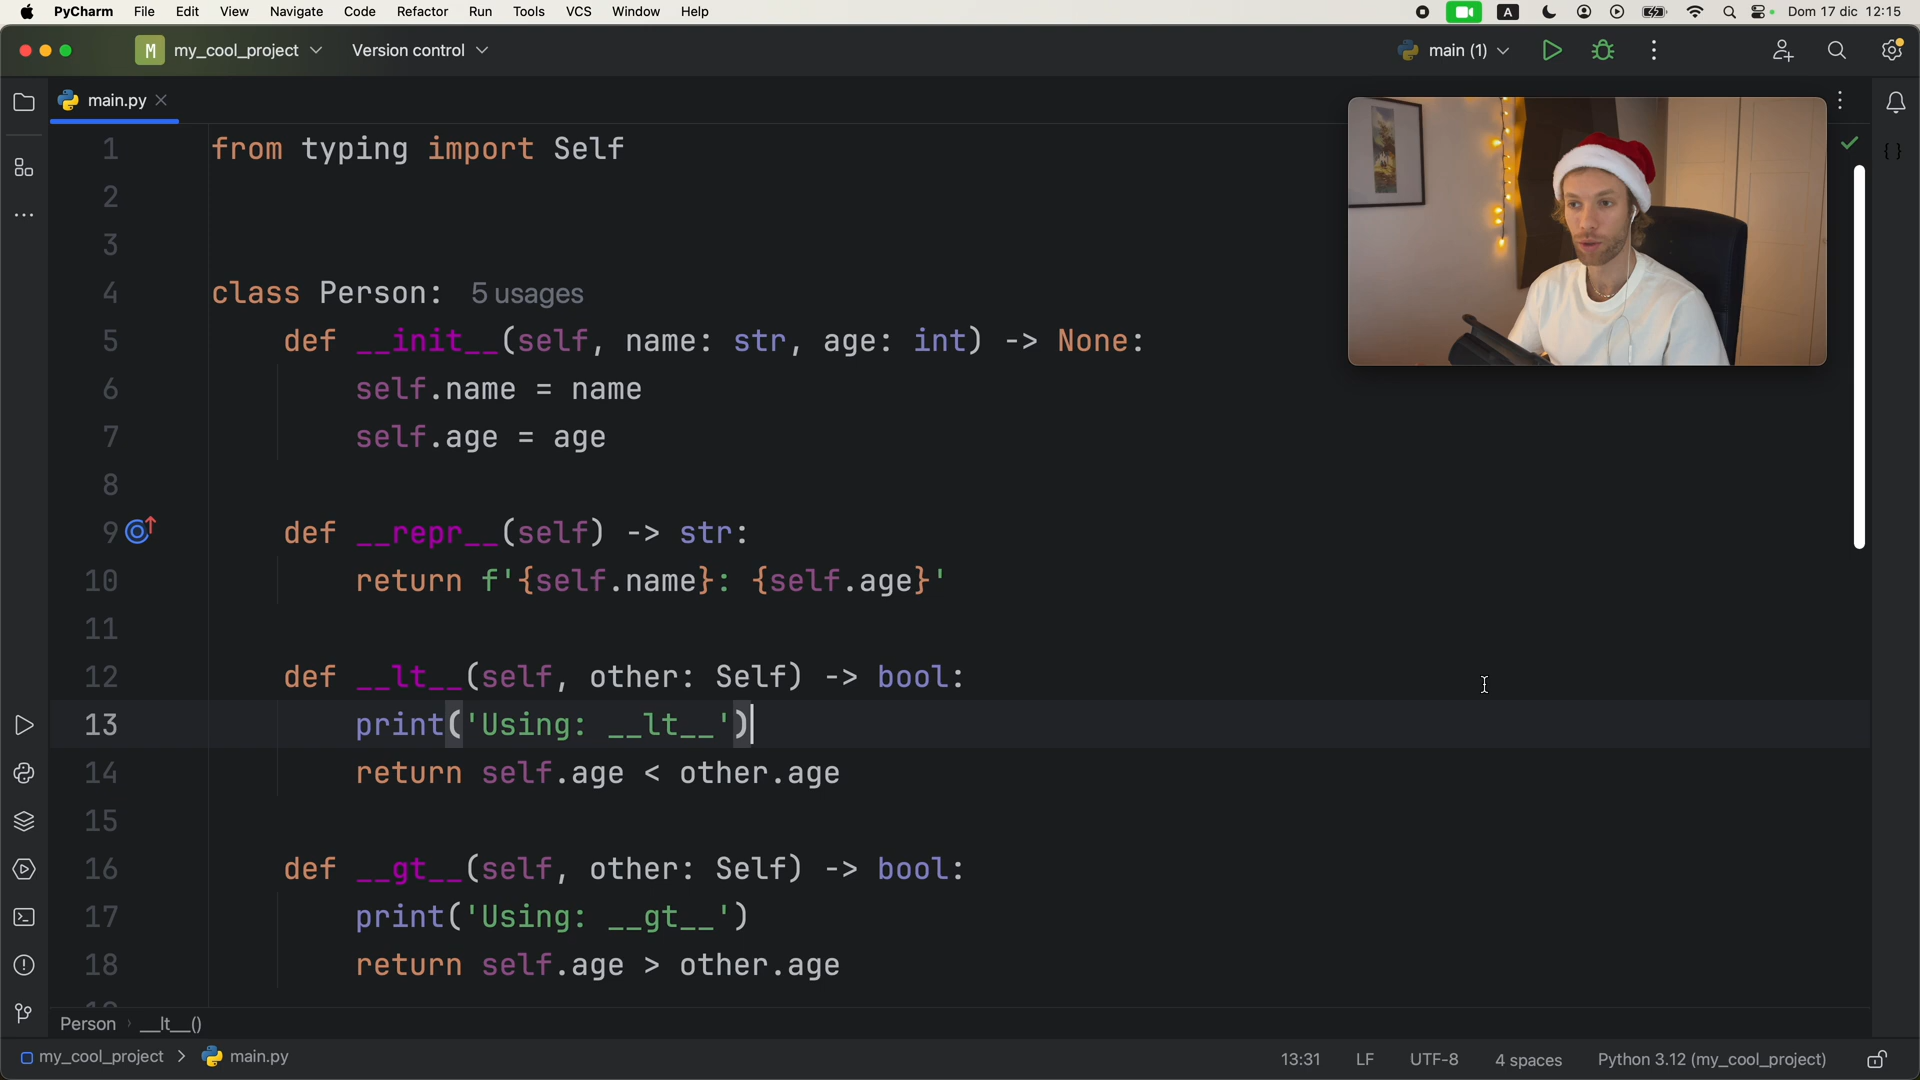 PyCharm File Edit View Navigate Code Refactor Run Tools VCS Window Help A Dom 17 dic 12:15
M my_cool_project Version control main (1)
main.py
1 from typing import Self
2
3
4 class Person: 5 usages
5 def __init__(self, name: str, age: int) -> None:
6 self.name = name
7 self.age = age
8
9 def __repr__(self) -> str:
10 return f'{self.name}: {self.age}'
11
12 def __lt__(self, other: Self) -> bool:
13 print('Using: __lt__')
14 return self.age < other.age
15
16 def __gt__(self, other: Self) -> bool:
17 print('Using: __gt__')
18 return self.age > other.age
Person › __lt__()
my_cool_project > main.py 13:31 LF UTF-8 4 spaces Python 3.12 (my_cool_project)